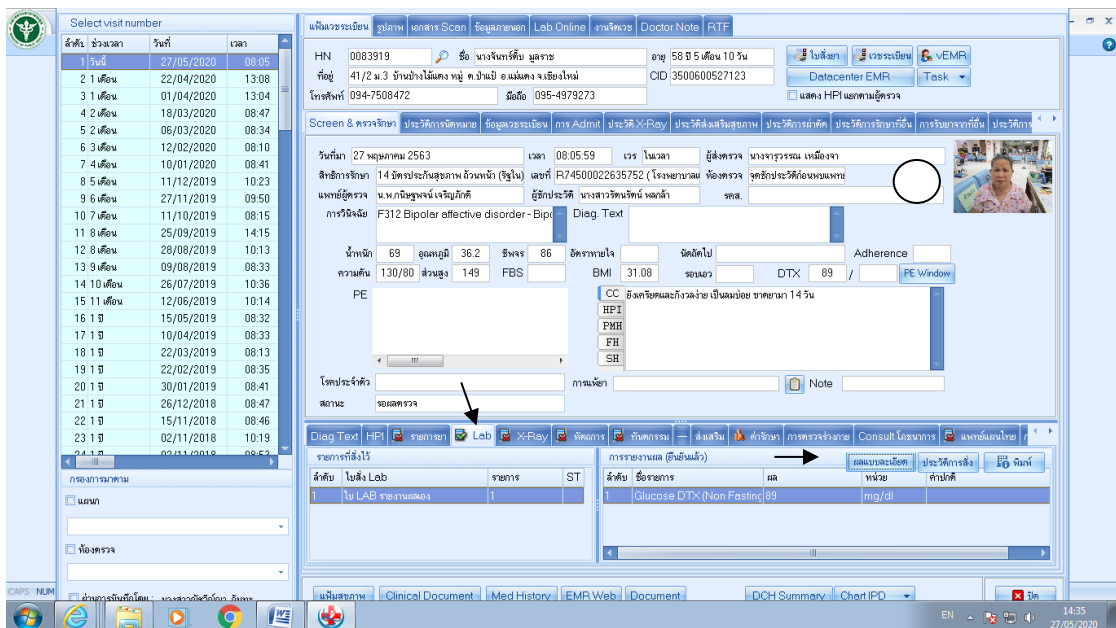 Select visit number
ลำดับ ช่วงเวลา วันที่ เวลา
1 วันนี้ 27/05/2020 08:05
2 1 เดือน 22/04/2020 13:08
3 1 เดือน 01/04/2020 13:04
4 2 เดือน 18/03/2020 08:47
5 2 เดือน 06/03/2020 08:34
6 3 เดือน 12/02/2020 08:10
7 4 เดือน 10/01/2020 08:41
8 5 เดือน 11/12/2019 10:23
9 6 เดือน 27/11/2019 09:50
10 7 เดือน 11/10/2019 08:15
11 8 เดือน 25/09/2019 14:15
12 8 เดือน 28/08/2019 10:13
13 9 เดือน 09/08/2019 08:33
14 10 เดือน 26/07/2019 10:36
15 11 เดือน 12/06/2019 10:14
16 1 ปี 15/05/2019 08:32
17 1 ปี 10/04/2019 08:33
18 1 ปี 22/03/2019 08:13
19 1 ปี 22/02/2019 08:35
20 1 ปี 30/01/2019 08:41
21 1 ปี 26/12/2018 08:47
22 1 ปี 15/11/2018 08:46
23 1 ปี 02/11/2018 10:19
กรองการมาตาม
แผนก
ห้องตรวจ
CAPS NUM
แฟ้มเวชระเบียน รูปภาพ เอกสาร Scan ข้อมูลภายนอก Lab Online งานจิตเวช Doctor Note RTF
HN 0083919 ชื่อ นางจันทร์ติ๊บ มูลราช อายุ 58 ปี 5 เดือน 10 วัน ใบสั่งยา เวชระเบียน vEMR
ที่อยู่ 41/2 ม.3 บ้านป่งไม้แดง หมู่ ต.ป่าแป๋ อ.แม่แตง จ.เชียงใหม่ CID 3500600527123 Datacenter EMR Task
โทรศัพท์ 094-7508472 มือถือ 095-4979273 แสดง HPI แยกตามผู้ตรวจ
Screen & ตรวจรักษา ประวัติการนัดหมาย ข้อมูลเวชระเบียน การ Admit ประวัติ X-Ray ประวัติส่งเสริมสุขภาพ ประวัติการผ่าตัด ประวัติการรักษาที่อื่น การรับยาจากที่อื่น ประวัติการ
วันที่มา 27 พฤษภาคม 2563 เวลา 08:05:59 เวร ในเวลา ผู้ส่งตรวจ นางจารุวรรณ เหมืองจา
สิทธิการรักษา 14 บัตรประกันสุขภาพ ถ้วนหน้า (รัฐใน) เลขที่ R74500022635752 ( โรงพยาบาล ห้องตรวจ จุดซักประวัติก่อนพบแพทย์
แพทย์ผู้ตรวจ น.พ.กนิษฐพจน์ เจริญภักดี ผู้ซักประวัติ นางสาวรัตนรัตน์ พลกล้า รคส.
การวินิจฉัย F312 Bipolar affective disorder - Bipo Diag. Text
น้ำหนัก 69 อุณหภูมิ 36.2 ชีพจร 86 อัตราหายใจ นัดถัดไป Adherence
ความดัน 130/80 ส่วนสูง 149 FBS BMI 31.08 รอบเอว DTX 89 / PE Window
PE CC ยังเครียดและกังวลง่าย เป็นลมบ่อย ขาดยามา 14 วัน
HPI
PMH
FH
SH
โรคประจำตัว การแพ้ยา Note
สถานะ รอผลตรวจ
Diag Text HPI รายการยา Lab X-Ray หัตถการ ทันตกรรม ส่งเสริม ค่ารักษา การตรวจร่างกาย Consult โภชนาการ แพทย์แผนไทย
รายการที่สั่งไว้ การรายงานผล (ยืนยันแล้ว) ผลแบบละเอียด ประวัติการสั่ง พิมพ์
ลำดับ ใบสั่ง Lab รายการ ST ลำดับ ชื่อรายการ ผล หน่วย ค่าปกติ
1 ใบ LAB รายงานผลเอง 1 1 Glucose DTX (Non Fasting 89 mg/dl
แฟ้มสุขภาพ Clinical Document Med History EMR Web Document DCH Summary Chart IPD ปิด
EN 14:35
27/05/2020